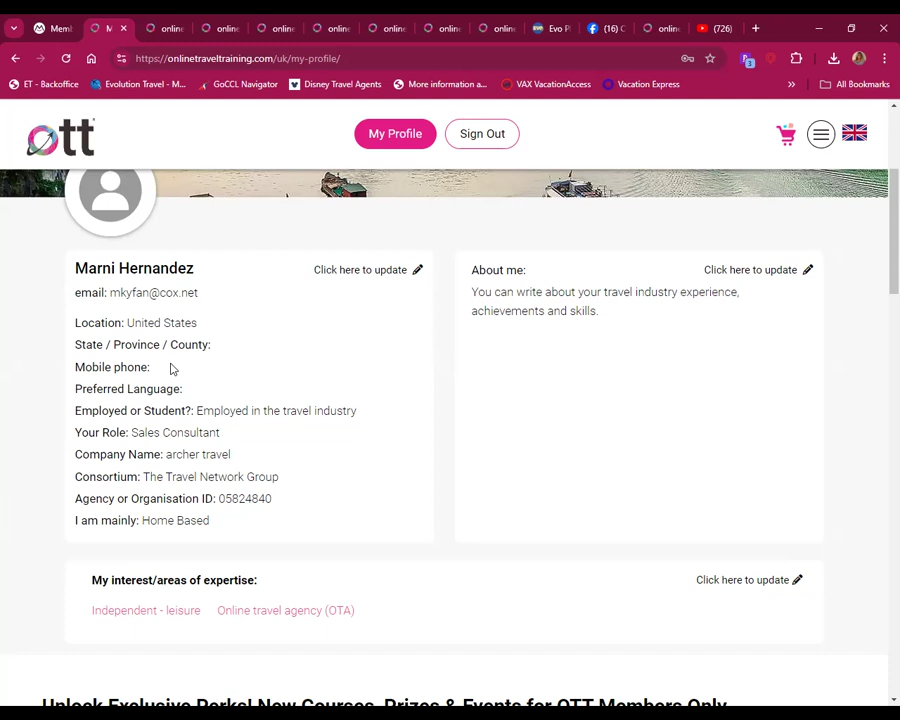 Memb
M
online
online
online
online
online
online
online
Evo Pl
(16) C
online
(726)
https://onlinetraveltraining.com/uk/my-profile/
ET - Backoffice
Evolution Travel - M...
GoCCL Navigator
Disney Travel Agents
More information a...
VAX VacationAccess
Vacation Express
»
All Bookmarks
ott
My Profile
Sign Out
Marni Hernandez
Click here to update
email: mkyfan@cox.net
Location: United States
State / Province / County:
Mobile phone:
Preferred Language:
Employed or Student?: Employed in the travel industry
Your Role: Sales Consultant
Company Name: archer travel
Consortium: The Travel Network Group
Agency or Organisation ID: 05824840
I am mainly: Home Based
About me:
Click here to update
You can write about your travel industry experience,
achievements and skills.
My interest/areas of expertise:
Click here to update
Independent - leisure
Online travel agency (OTA)
Unlock Exclusive Perks! New Courses, Prizes & Events for OTT Members Only